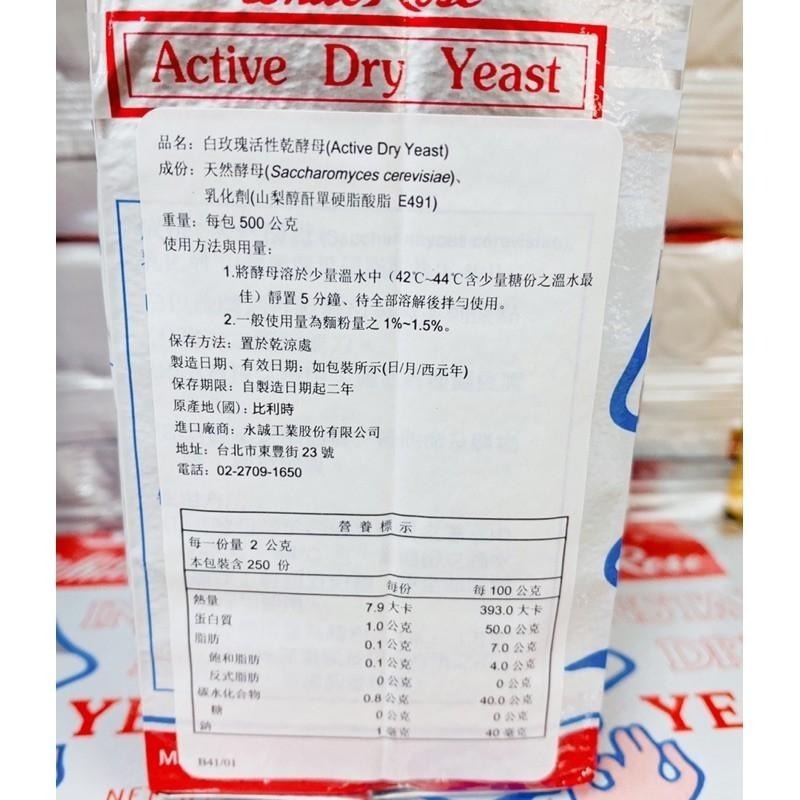 White Rose
Active Dry Yeast
品名：白玫瑰活性乾酵母(Active Dry Yeast)
成份：天然酵母(Saccharomyces cerevisiae)、
乳化劑(山梨醇酐單硬脂酸脂 E491)
重量：每包 500 公克
使用方法與用量：
1.將酵母溶於少量溫水中（42℃~44℃含少量糖份之溫水最
佳）靜置 5 分鐘、待全部溶解後拌勻使用。
2.一般使用量為麵粉量之 1%~1.5%。
保存方法：置於乾涼處
製造日期、有效日期：如包裝所示(日/月/西元年)
保存期限：自製造日期起二年
原產地(國)：比利時
進口廠商：永誠工業股份有限公司
地址：台北市東豐街 23 號
電話：02-2709-1650
營養標示
每一份量 2 公克
本包裝含 250 份
每份 每 100 公克
熱量 7.9 大卡 393.0 大卡
蛋白質 1.0 公克 50.0 公克
脂肪 0.1 公克 7.0 公克
飽和脂肪 0.1 公克 4.0 公克
反式脂肪 0 公克 0 公克
碳水化合物 0.8 公克 40.0 公克
糖 0 公克 0 公克
鈉 1 毫克 40 毫克
B41/01
Rose
YE
YE
NET